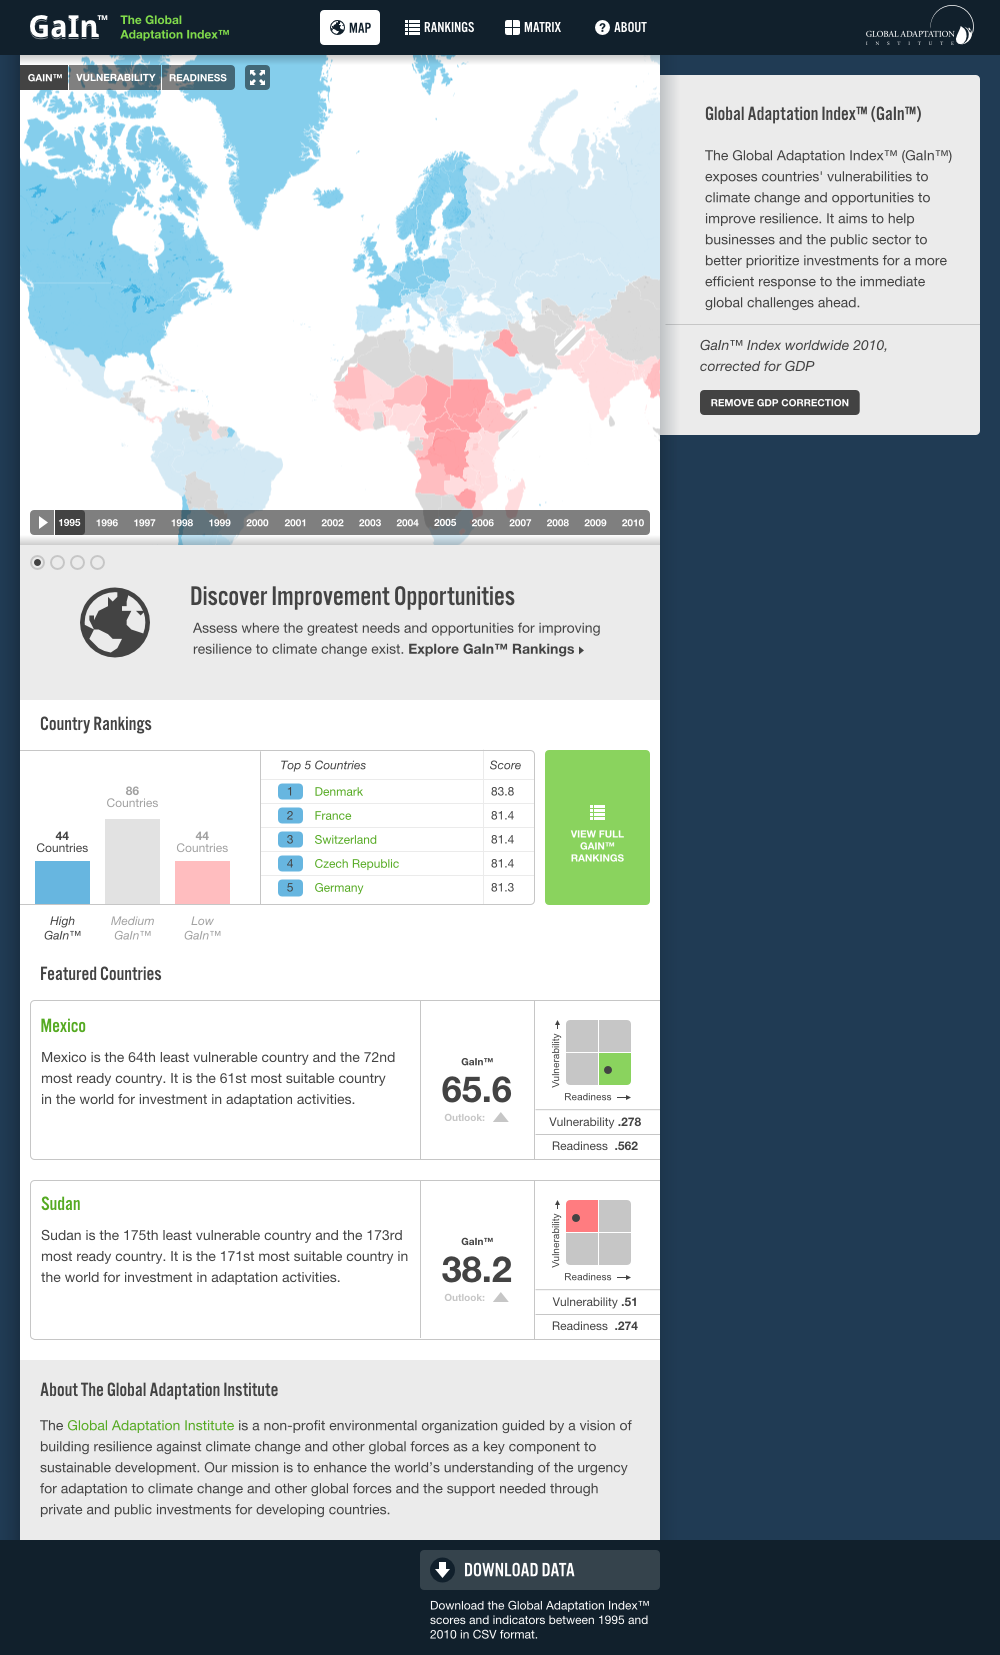 GaIn™
The Global
Adaptation Index™
MAP
RANKINGS
MATRIX
? ABOUT
GLOBAL ADAPTATION
INSTITUTE
GAIN™
VULNERABILITY
READINESS
Global Adaptation Index™ (GaIn™)
The Global Adaptation Index™ (GaIn™)
exposes countries' vulnerabilities to
climate change and opportunities to
improve resilience. It aims to help
businesses and the public sector to
better prioritize investments for a more
efficient response to the immediate
global challenges ahead.
GaIn™ Index worldwide 2010,
corrected for GDP
REMOVE GDP CORRECTION
1995 1996 1997 1998 1999 2000 2001 2002 2003 2004 2005 2006 2007 2008 2009 2010
Discover Improvement Opportunities
Assess where the greatest needs and opportunities for improving
resilience to climate change exist. Explore GaIn™ Rankings
Country Rankings
44
Countries
86
Countries
44
Countries
High
GaIn™
Medium
GaIn™
Low
GaIn™
Top 5 Countries Score
1 Denmark 83.8
2 France 81.4
3 Switzerland 81.4
4 Czech Republic 81.4
5 Germany 81.3
VIEW FULL
GAIN™
RANKINGS
Featured Countries
Mexico
Mexico is the 64th least vulnerable country and the 72nd
most ready country. It is the 61st most suitable country
in the world for investment in adaptation activities.
GaIn™
65.6
Outlook:
Vulnerability
Readiness
Vulnerability .278
Readiness .562
Sudan
Sudan is the 175th least vulnerable country and the 173rd
most ready country. It is the 171st most suitable country in
the world for investment in adaptation activities.
GaIn™
38.2
Outlook:
Vulnerability
Readiness
Vulnerability .51
Readiness .274
About The Global Adaptation Institute
The Global Adaptation Institute is a non-profit environmental organization guided by a vision of
building resilience against climate change and other global forces as a key component to
sustainable development. Our mission is to enhance the world's understanding of the urgency
for adaptation to climate change and other global forces and the support needed through
private and public investments for developing countries.
DOWNLOAD DATA
Download the Global Adaptation Index™
scores and indicators between 1995 and
2010 in CSV format.